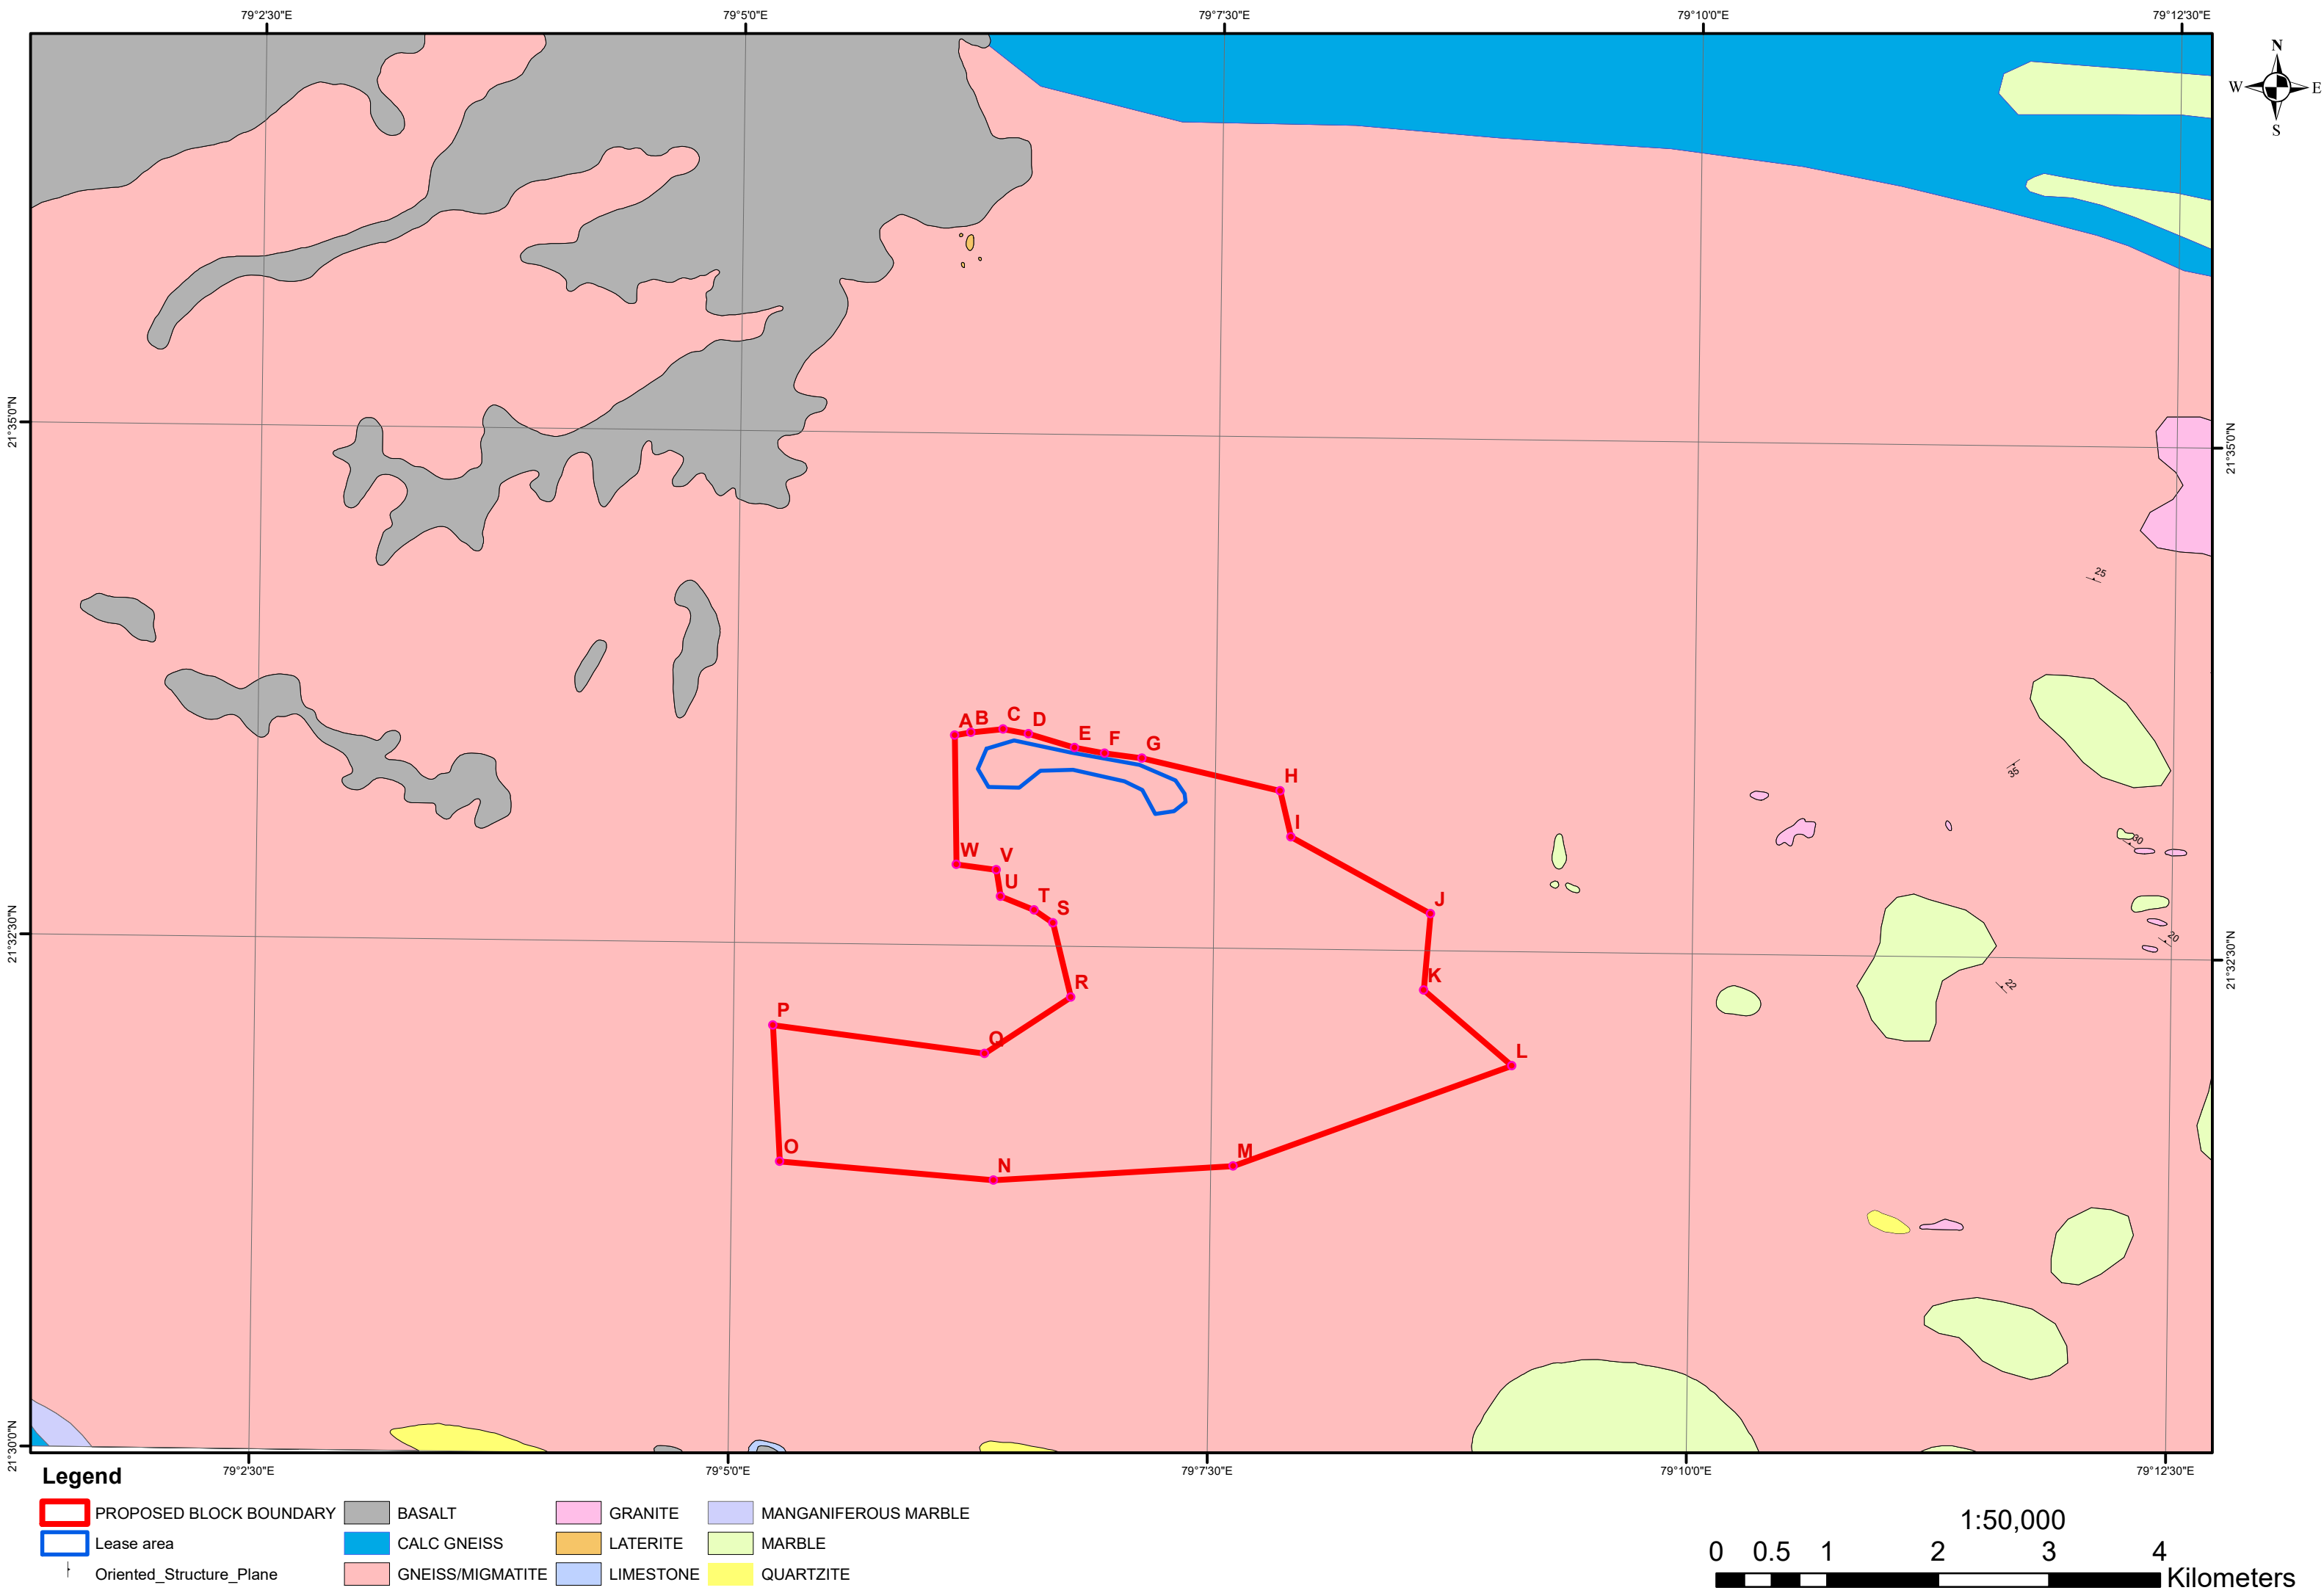 79°2'30"E 79°5'0"E 79°7'30"E 79°10'0"E 79°12'30"E
N
W E
S
21°35'0"N
21°35'0"N
25
A B C D
E F G
H
35
I
30
W V
U
T S
J
21°32'30"N
21°32'30"N
20
R
K
22
P
Q
L
O
N
M
21°30'0"N
79°2'30"E 79°5'0"E 79°7'30"E 79°10'0"E 79°12'30"E
Legend
PROPOSED BLOCK BOUNDARY
Lease area
Oriented_Structure_Plane
BASALT
CALC GNEISS
GNEISS/MIGMATITE
GRANITE
LATERITE
LIMESTONE
MANGANIFEROUS MARBLE
MARBLE
QUARTZITE
1:50,000
0 0.5 1 2 3 4
Kilometers